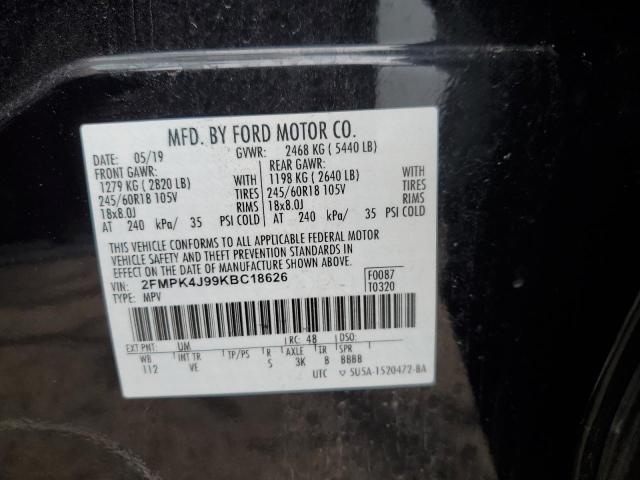 MFD. BY FORD MOTOR CO.
DATE: 05/19 GVWR: 2468 KG ( 5440 LB)
FRONT GAWR: REAR GAWR:
1279 KG ( 2820 LB) WITH 1198 KG ( 2640 LB) WITH
245/60R18 105V TIRES 245/60R18 105V TIRES
18x8.0J RIMS 18x8.0J RIMS
AT 240 kPa/ 35 PSI COLD AT 240 kPa/ 35 PSI COLD
THIS VEHICLE CONFORMS TO ALL APPLICABLE FEDERAL MOTOR
VEHICLE SAFETY AND THEFT PREVENTION STANDARDS IN
EFFECT ON THE DATE OF MANUFACTURE SHOWN ABOVE.
VIN: 2FMPK4J99KBC18626 F0087
TYPE: MPV T0320
EXT PNT: UM RC: 48 DSO:
WB INT TR TP/PS R AXLE TR SPR
112 VE S 3K B BBBB
UTC ▽ 5U5A-1520472-BA